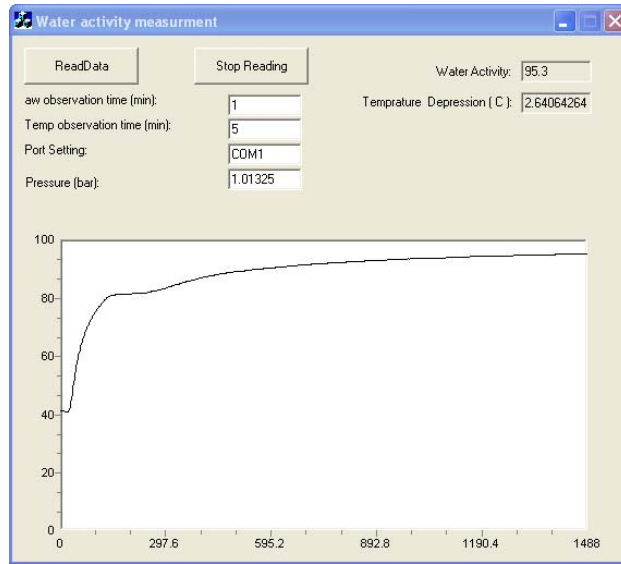 Water activity measurment
ReadData
Stop Reading
Water Activity: 95.3
aw observation time (min): 1
Temprature Depression ( C ): 2.64064264
Temp observation time (min): 5
Port Setting: COM1
Pressure (bar): 1.01325
100
80
60
40
20
0
0 297.6 595.2 892.8 1190.4 1488